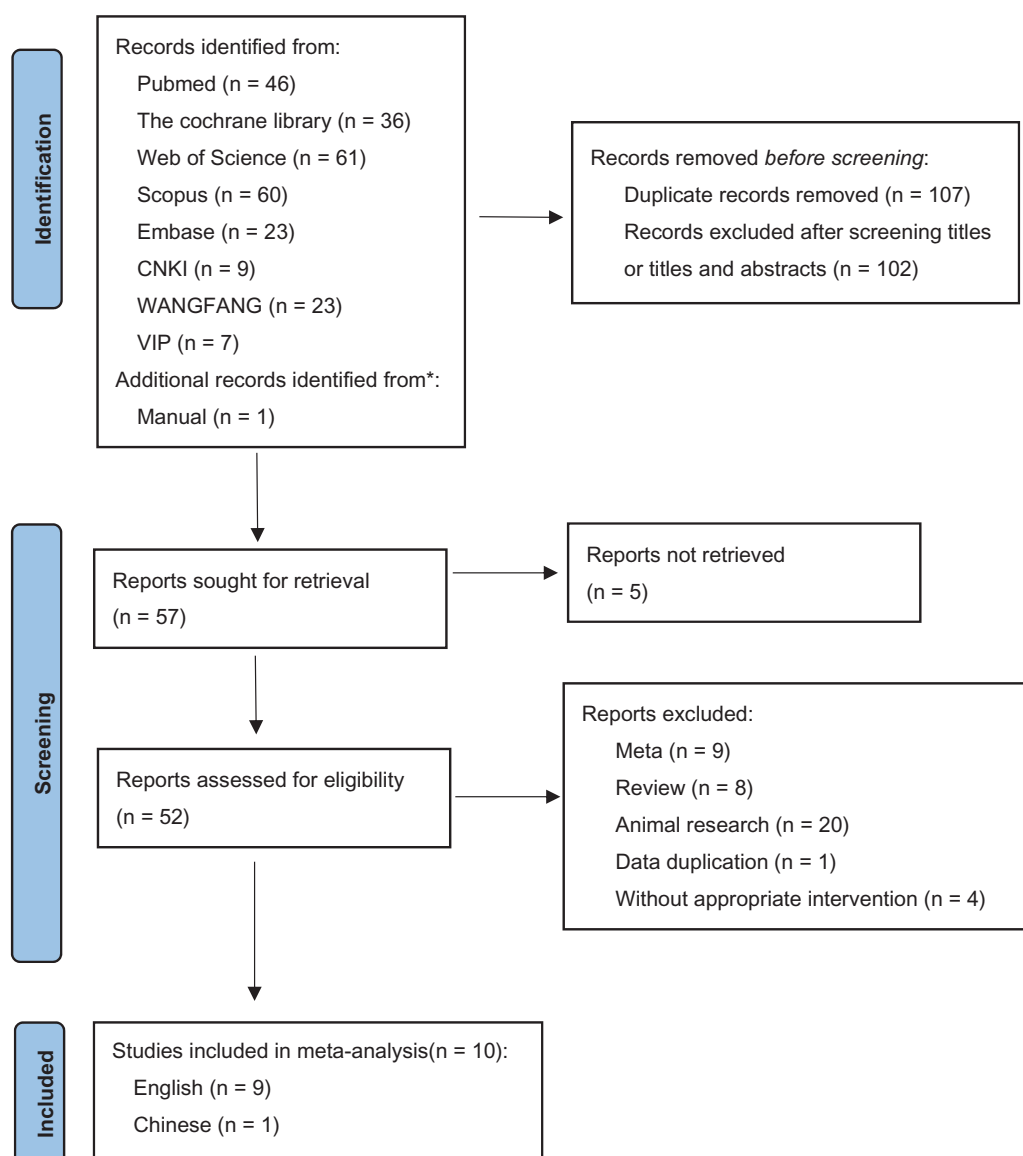 Identification
Records identified from:
Pubmed (n = 46)
The cochrane library (n = 36)
Web of Science (n = 61)
Scopus (n = 60)
Embase (n = 23)
CNKI (n = 9)
WANGFANG (n = 23)
VIP (n = 7)
Additional records identified from*:
Manual (n = 1)
Records removed before screening:
Duplicate records removed (n = 107)
Records excluded after screening titles
or titles and abstracts (n = 102)
Screening
Reports sought for retrieval
(n = 57)
Reports not retrieved
(n = 5)
Reports assessed for eligibility
(n = 52)
Reports excluded:
Meta (n = 9)
Review (n = 8)
Animal research (n = 20)
Data duplication (n = 1)
Without appropriate intervention (n = 4)
Included
Studies included in meta-analysis(n = 10):
English (n = 9)
Chinese (n = 1)